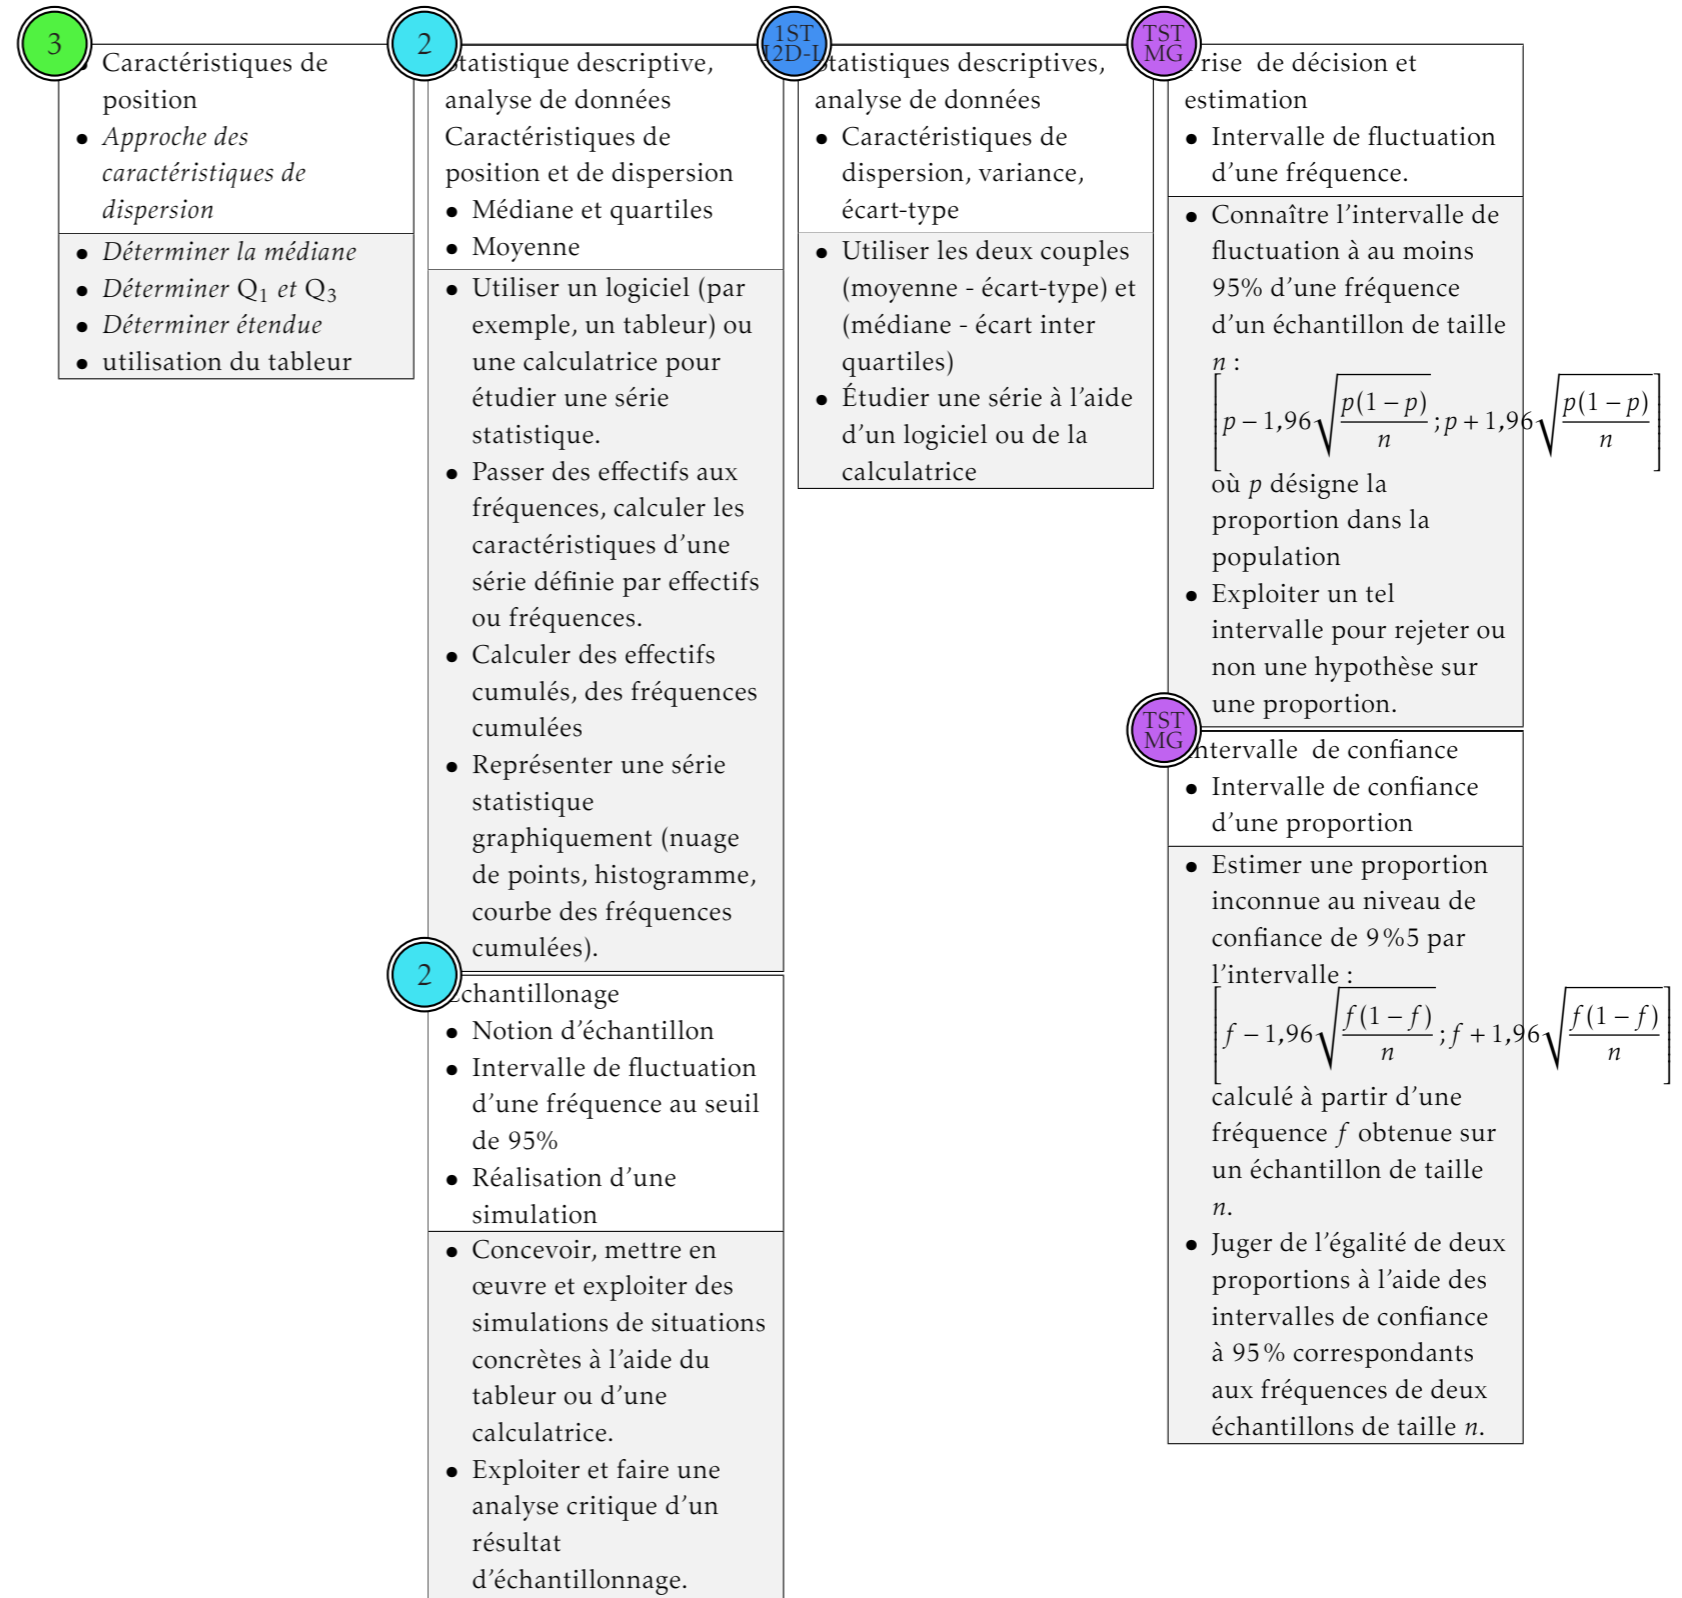 3
• Caractéristiques de
position
• Approche des
caractéristiques de
dispersion
• Déterminer la médiane
• Déterminer Q1 et Q3
• Déterminer étendue
• utilisation du tableur
2
tatistique descriptive,
analyse de données
Caractéristiques de
position et de dispersion
• Médiane et quartiles
• Moyenne
• Utiliser un logiciel (par
exemple, un tableur) ou
une calculatrice pour
étudier une série
statistique.
• Passer des effectifs aux
fréquences, calculer les
caractéristiques d'une
série définie par effectifs
ou fréquences.
• Calculer des effectifs
cumulés, des fréquences
cumulées
• Représenter une série
statistique
graphiquement (nuage
de points, histogramme,
courbe des fréquences
cumulées).
2
chantillonage
• Notion d'échantillon
• Intervalle de fluctuation
d'une fréquence au seuil
de 95%
• Réalisation d'une
simulation
• Concevoir, mettre en
œuvre et exploiter des
simulations de situations
concrètes à l'aide du
tableur ou d'une
calculatrice.
• Exploiter et faire une
analyse critique d'un
résultat
d'échantillonnage.
1ST
I2D-L
tatistiques descriptives,
analyse de données
• Caractéristiques de
dispersion, variance,
écart-type
• Utiliser les deux couples
(moyenne - écart-type) et
(médiane - écart inter
quartiles)
• Étudier une série à l'aide
d'un logiciel ou de la
calculatrice
TST
MG
rise de décision et
estimation
• Intervalle de fluctuation
d'une fréquence.
• Connaître l'intervalle de
fluctuation à au moins
95% d'une fréquence
d'un échantillon de taille
n :
[p − 1,96√(p(1 − p)/n) ; p + 1,96√(p(1 − p)/n)]
où p désigne la
proportion dans la
population
• Exploiter un tel
intervalle pour rejeter ou
non une hypothèse sur
une proportion.
TST
MG
ntervalle de confiance
• Intervalle de confiance
d'une proportion
• Estimer une proportion
inconnue au niveau de
confiance de 9%5 par
l'intervalle :
[f − 1,96√(f(1 − f)/n) ; f + 1,96√(f(1 − f)/n)]
calculé à partir d'une
fréquence f obtenue sur
un échantillon de taille
n.
• Juger de l'égalité de deux
proportions à l'aide des
intervalles de confiance
à 95% correspondants
aux fréquences de deux
échantillons de taille n.